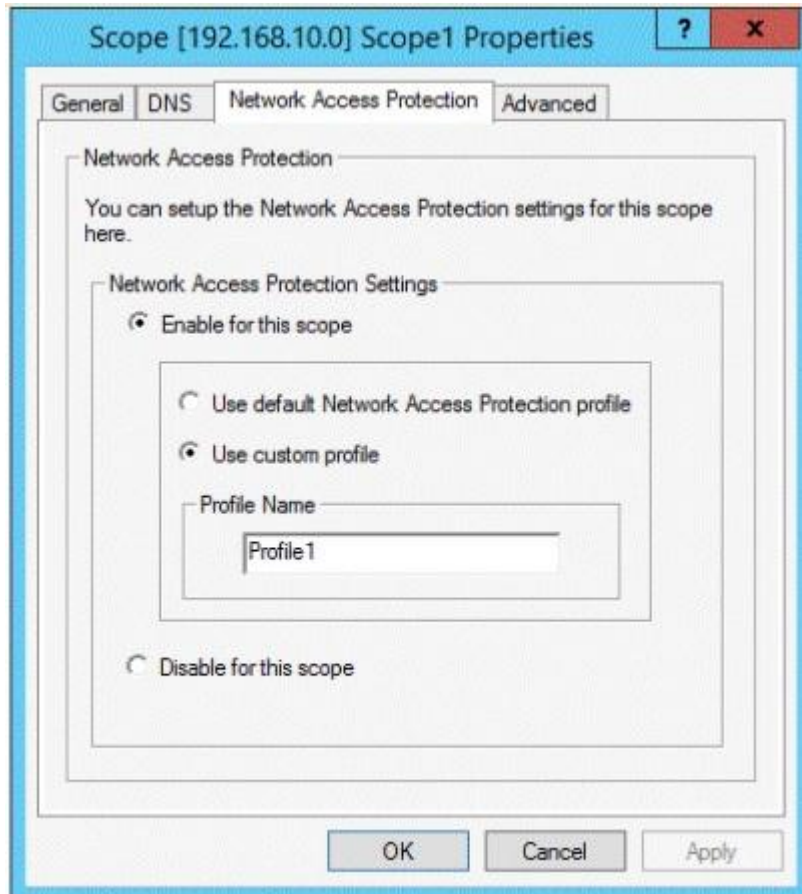 Scope [192.168.10.0] Scope1 Properties
?
x
General
DNS
Network Access Protection
Advanced
Network Access Protection
You can setup the Network Access Protection settings for this scope
here.
Network Access Protection Settings
Enable for this scope
Use default Network Access Protection profile
Use custom profile
Profile Name
Profile1
Disable for this scope
OK
Cancel
Apply